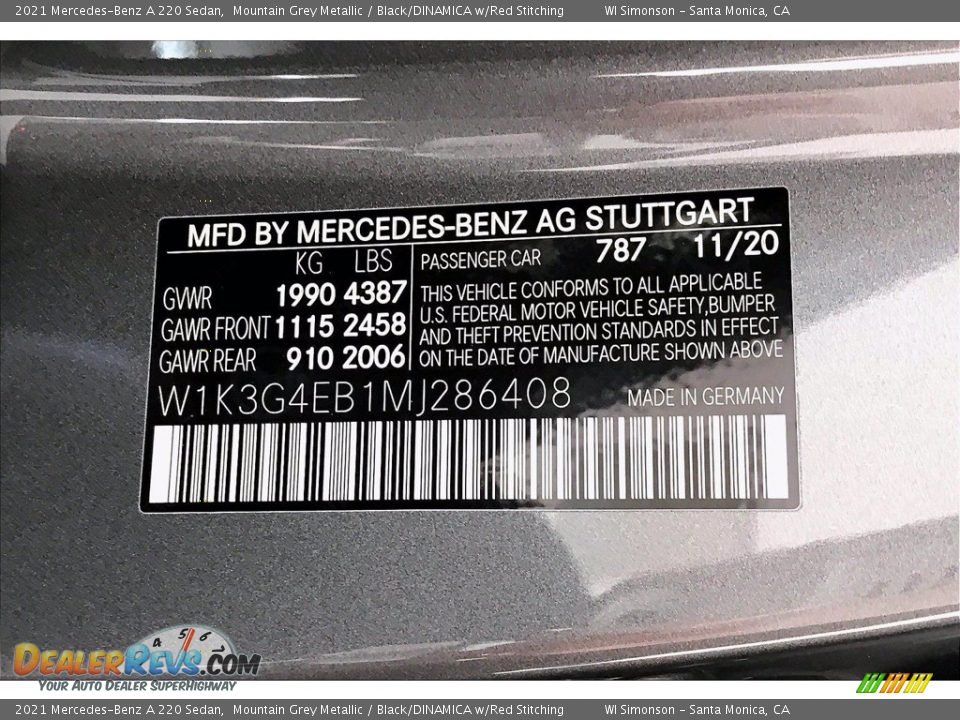 2021 Mercedes-Benz A 220 Sedan, Mountain Grey Metallic / Black/DINAMICA w/Red Stitching WI Simonson - Santa Monica, CA
MFD BY MERCEDES-BENZ AG STUTTGART
KG LBS
GVWR 1990 4387
GAWR FRONT 1115 2458
GAWR REAR 910 2006
PASSENGER CAR 787 11/20
THIS VEHICLE CONFORMS TO ALL APPLICABLE
U.S. FEDERAL MOTOR VEHICLE SAFETY,BUMPER
AND THEFT PREVENTION STANDARDS IN EFFECT
ON THE DATE OF MANUFACTURE SHOWN ABOVE
W1K3G4EB1MJ286408 MADE IN GERMANY
4 5 6
DEALERREVS.COM
YOUR AUTO DEALER SUPERHIGHWAY
2021 Mercedes-Benz A 220 Sedan, Mountain Grey Metallic / Black/DINAMICA w/Red Stitching WI Simonson - Santa Monica, CA